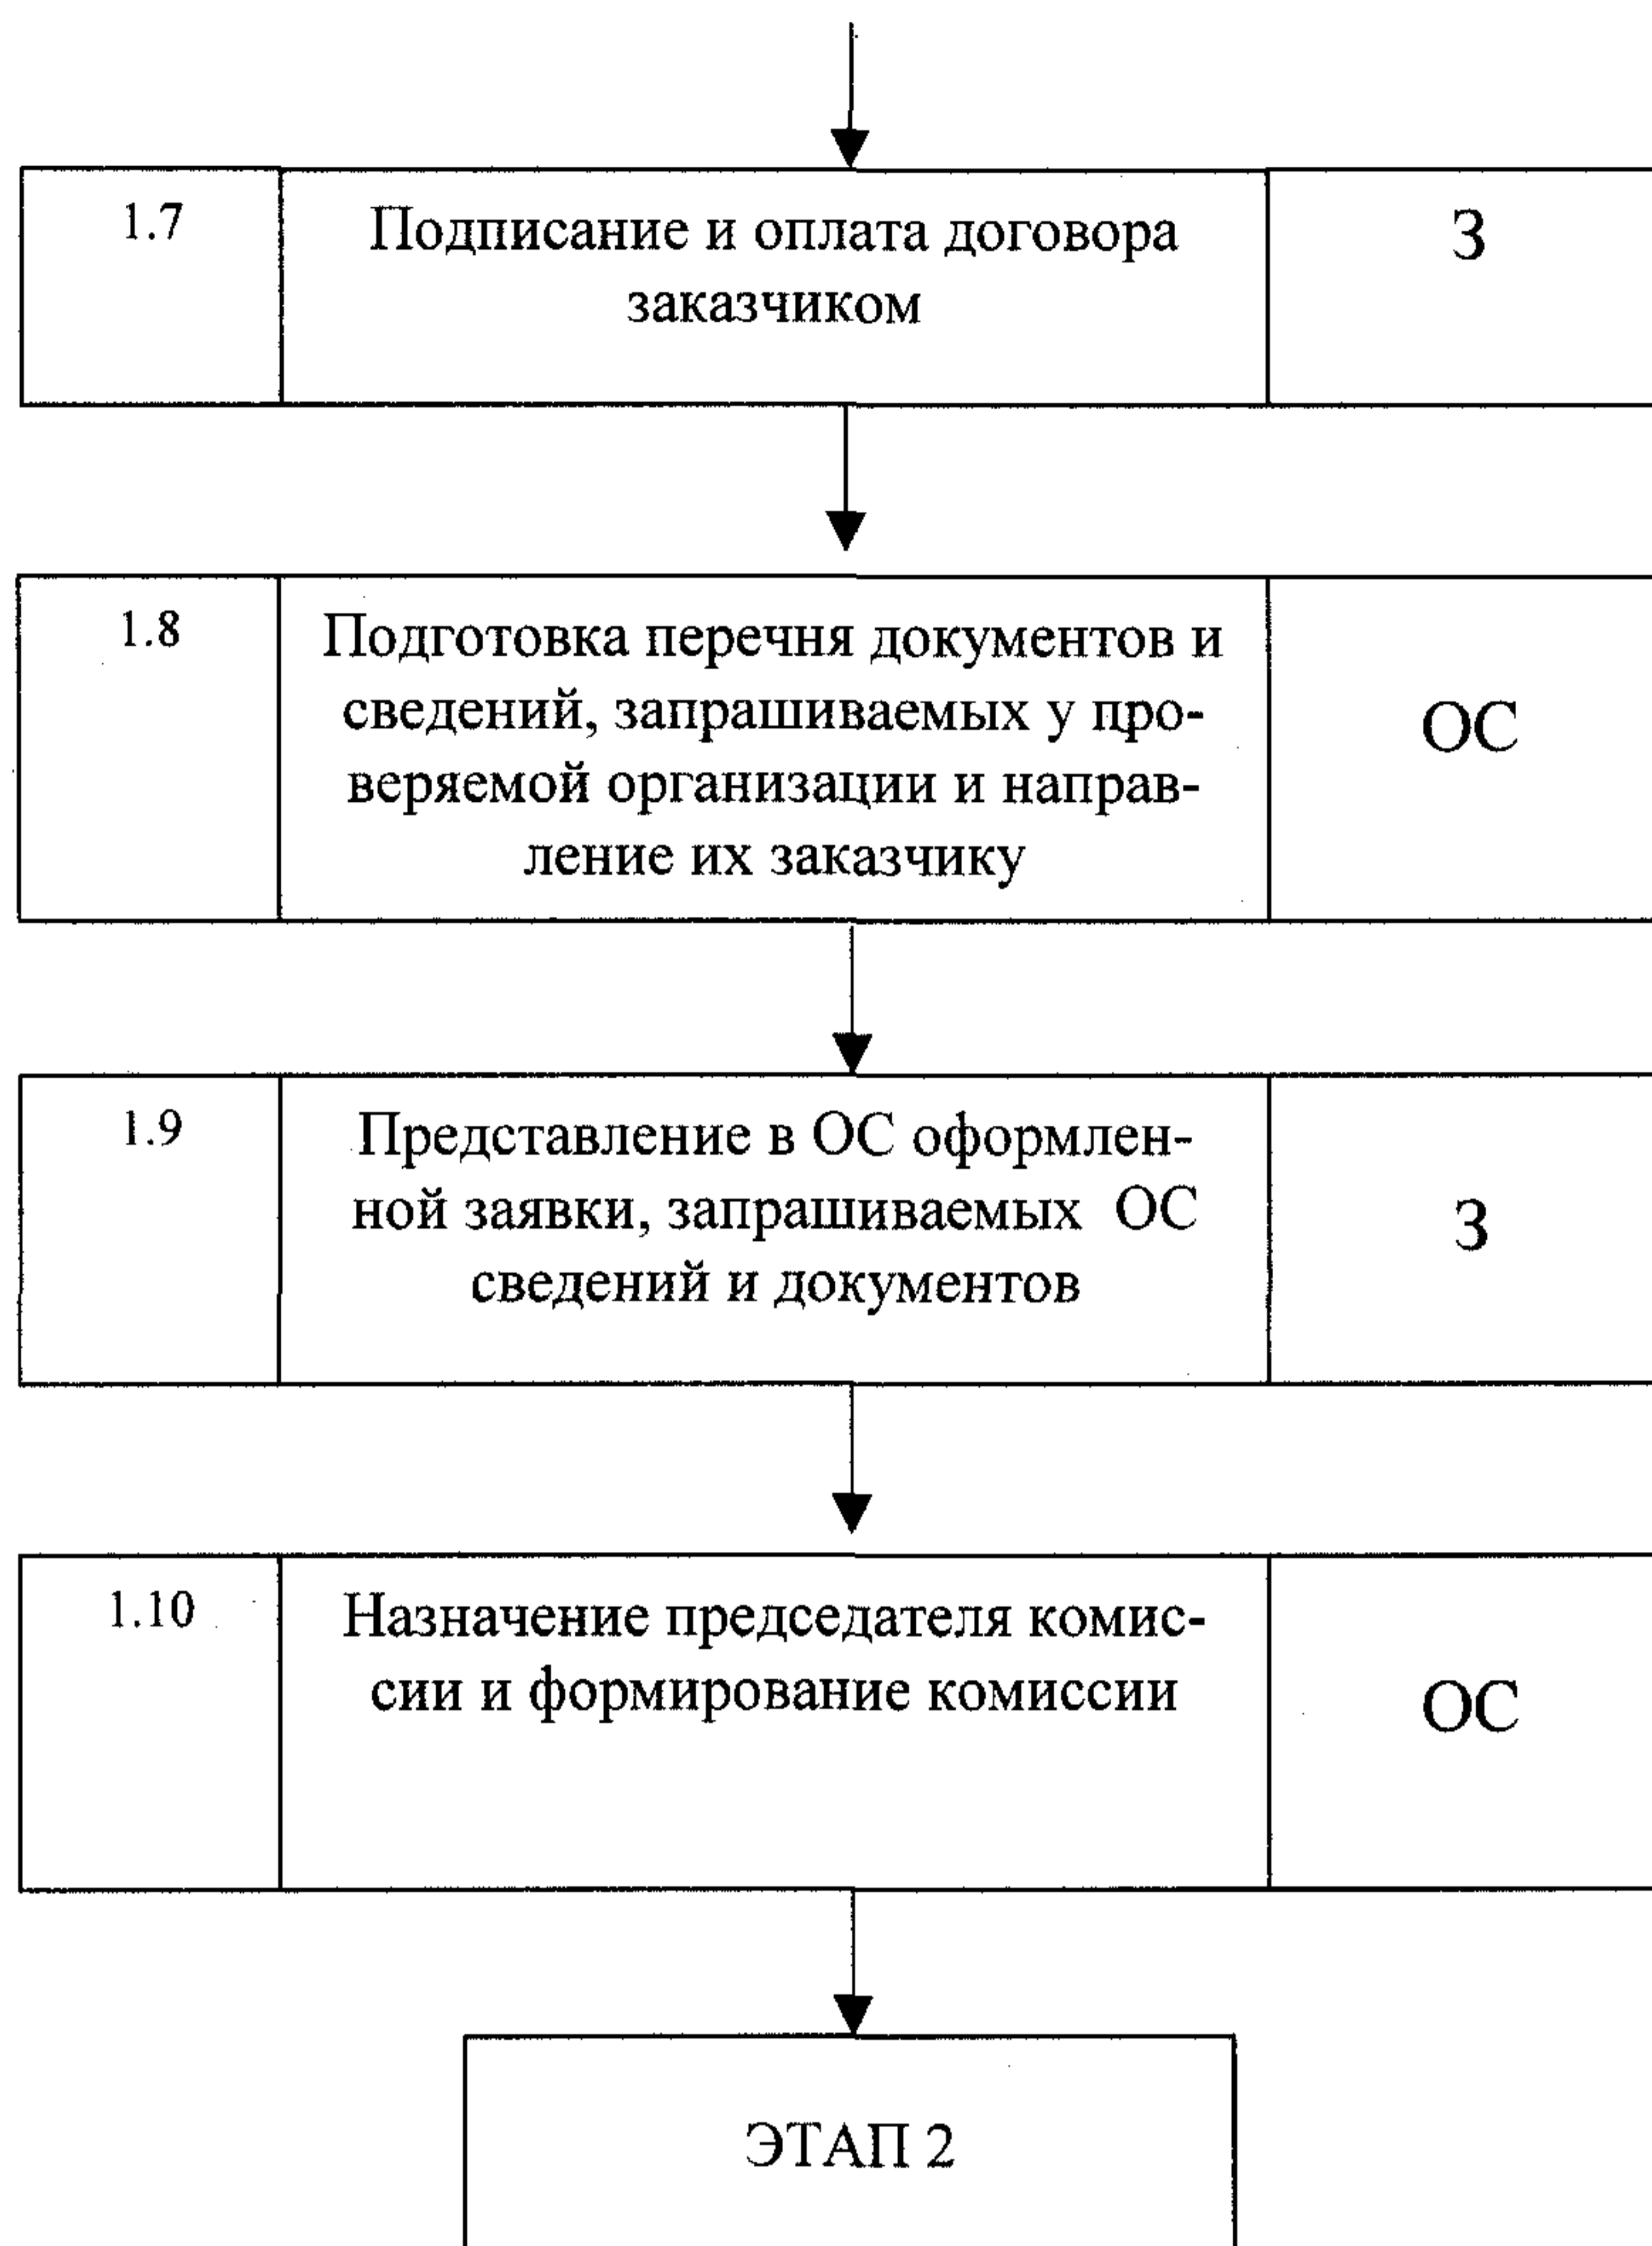 1.7
Подписание и оплата договора
заказчиком
З
1.8
Подготовка перечня документов и
сведений, запрашиваемых у про-
веряемой организации и направ-
ление их заказчику
ОС
1.9
Представление в ОС оформлен-
ной заявки, запрашиваемых ОС
сведений и документов
З
1.10
Назначение председателя комис-
сии и формирование комиссии
ОС
ЭТАП 2